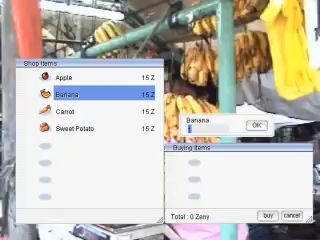 Shop Items
Apple 15 Z
Banana 15 Z
Carrot 15 Z
Sweet Potato 15 Z
Banana
1
OK
Buying Items
Total : 0 Zeny
buy
cancel